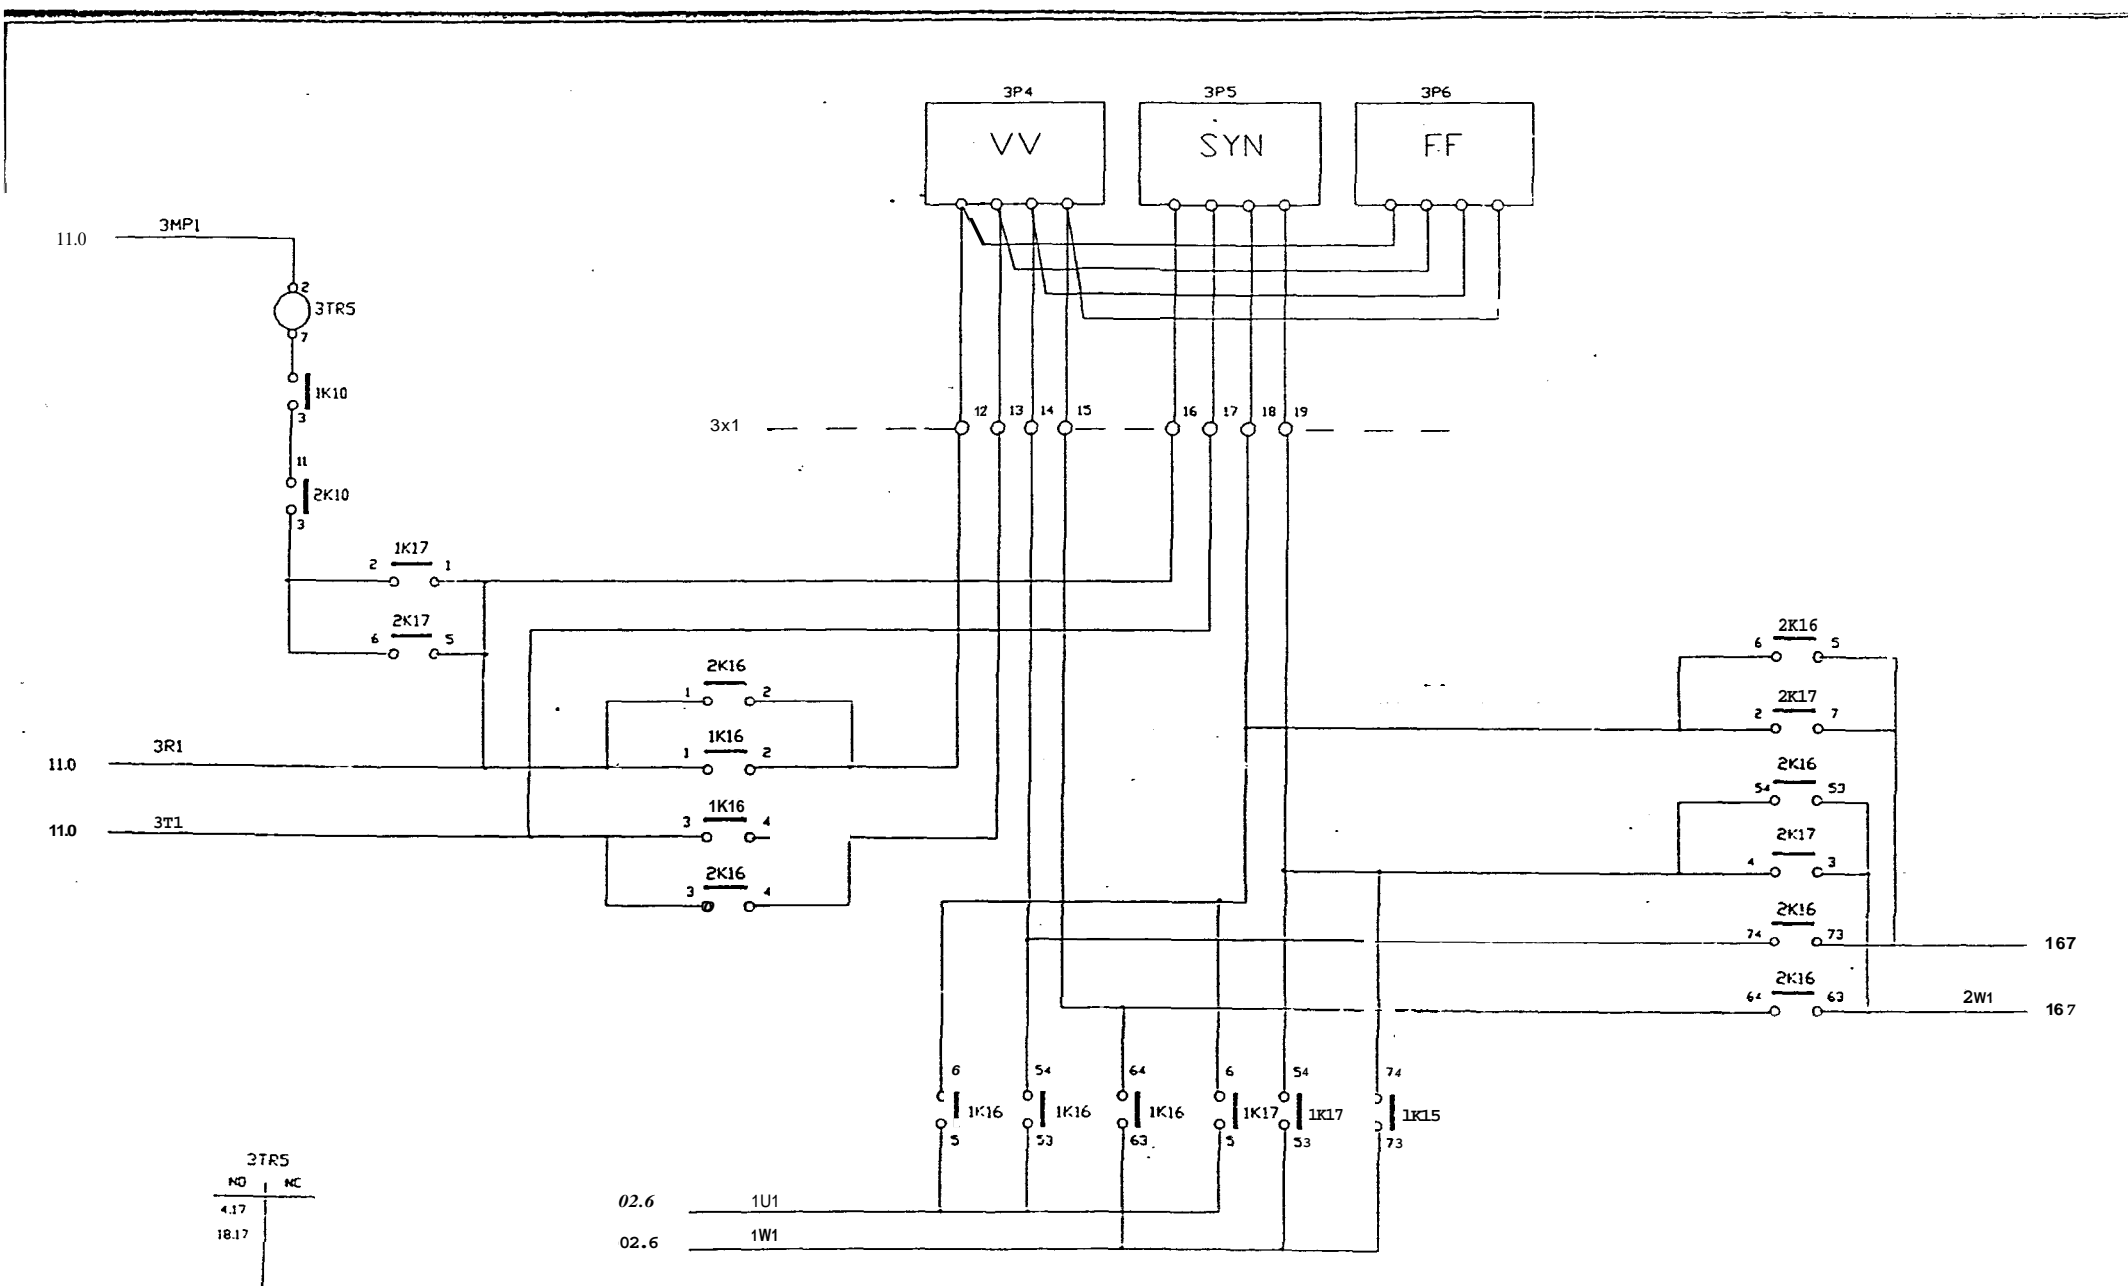 3P4 3P5 3P6
VV SYN FF
11.0 3MP1
2
3TR5
7
1K10
3
12 13 14 15 16 17 18 19
3x1
11
2K10
3
1K17
2 1
2K17
6 5
2K16
6 5
2K16
1 2
2K17
2 7
1K16
1 2
11.0 3R1
2K16
54 53
1K16
3 4
11.0 3T1
2K17
4 3
2K16
3 4
2K16
74 73
167
2K16
64 63
2W1
167
6 54 64 6 54 74
1K16 1K16 1K16 1K17 1K17 1K15
5 53 63 5 53 73
3TR5
NO NC
4.17
18.17
02.6 1U1
02.6 1W1